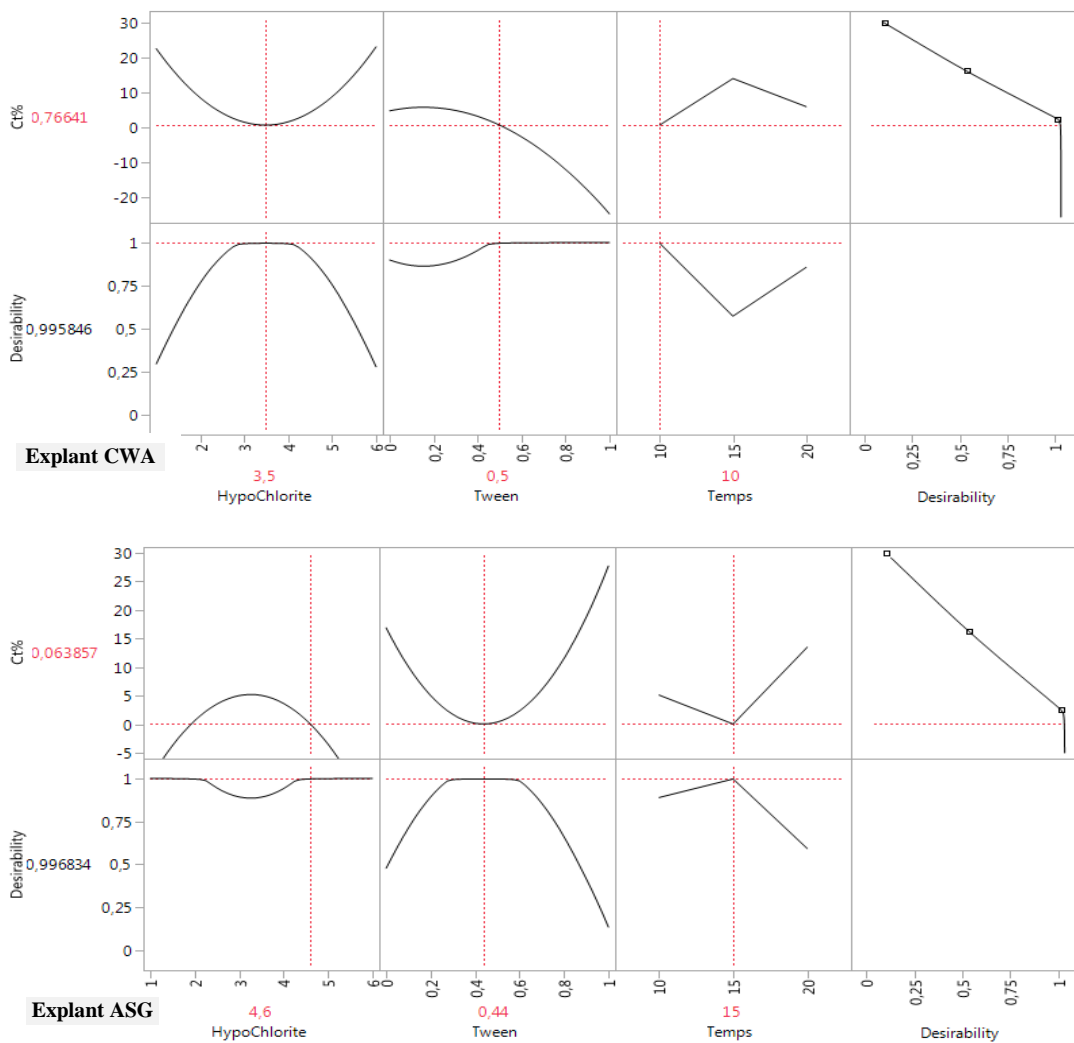 30
20
10
0
-10
-20
Ct%
0,76641
1
0,75
0,5
0,25
0
Desirability
0,995846
Explant CWA
2 3 4 5 6
0 0,2 0,4 0,6 0,8 1
10 15 20
0 0,25 0,5 0,75 1
3,5 0,5 10
HypoChlorite Tween Temps Desirability
30
25
20
15
10
5
0
-5
Ct%
0,063857
1
0,75
0,5
0,25
0
Desirability
0,996834
Explant ASG
1 2 3 4 5 6
0 0,2 0,4 0,6 0,8 1
10 15 20
0 0,25 0,5 0,75 1
4,6 0,44 15
HypoChlorite Tween Temps Desirability